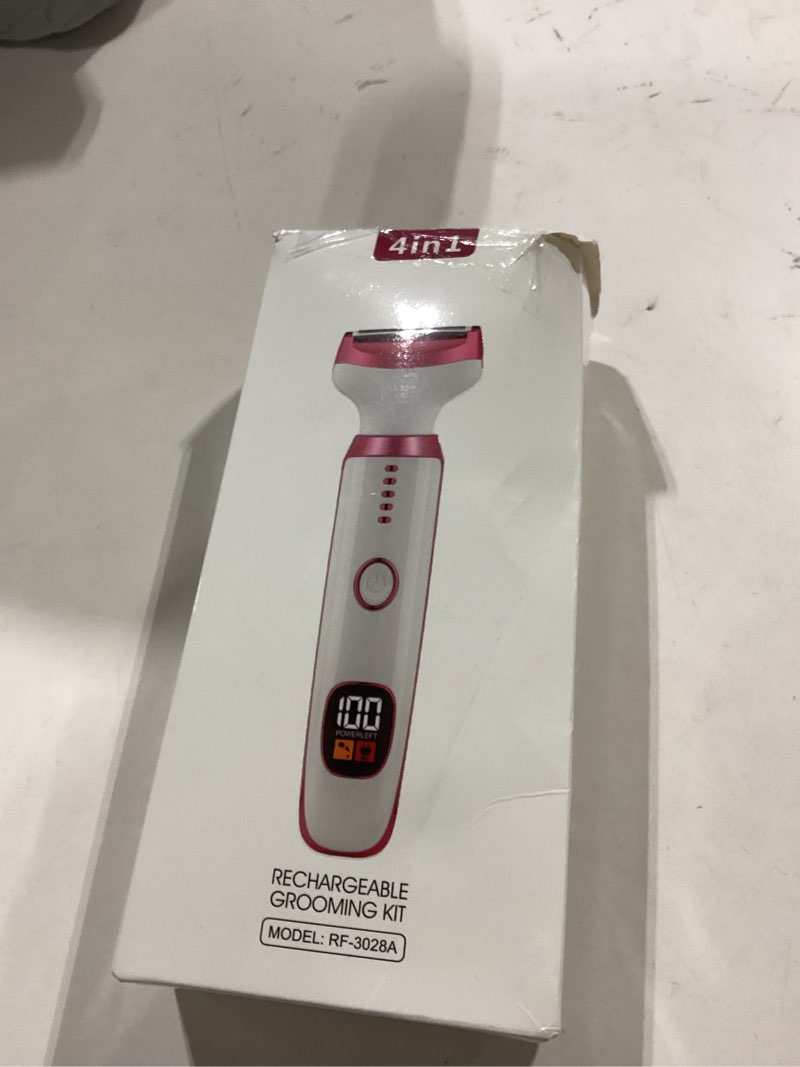 4in1
100
POWERLEFT
RECHARGEABLE
GROOMING KIT
MODEL: RF-3028A